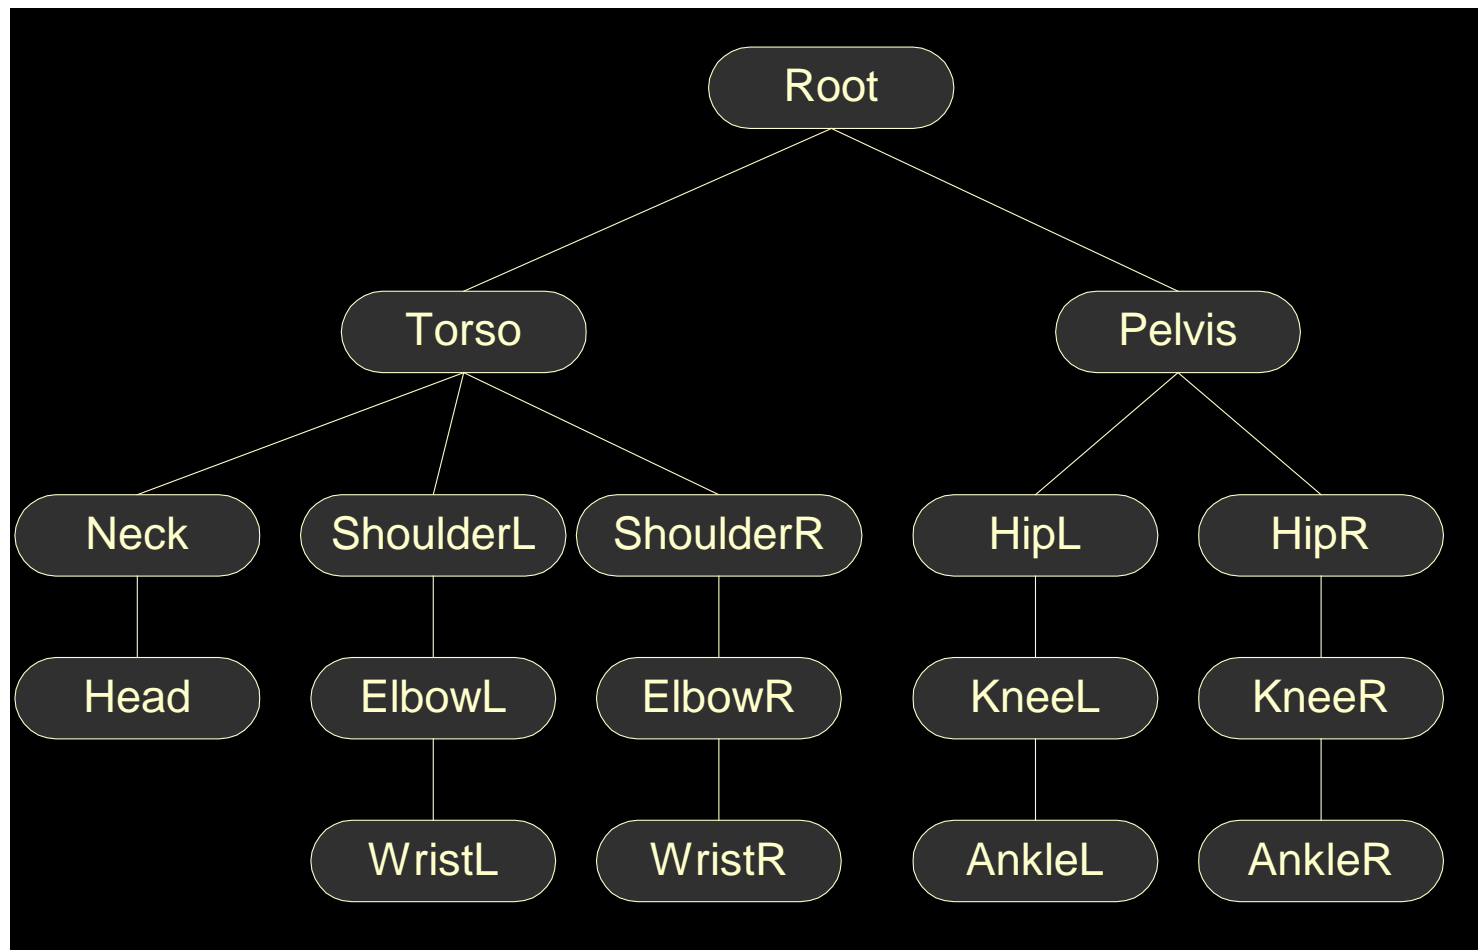 Root
Torso Pelvis
Neck ShoulderL ShoulderR HipL HipR
Head ElbowL ElbowR KneeL KneeR
WristL WristR AnkleL AnkleR